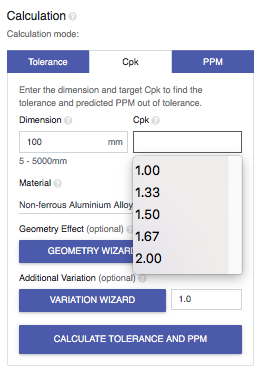 Calculation ?
Calculation mode:
Tolerance Cpk PPM
Enter the dimension and target Cpk to find the
tolerance and predicted PPM out of tolerance.
Dimension ? Cpk ?
100 mm
5 - 5000mm
1.00
1.33
1.50
1.67
2.00
Material ?
Non-ferrous Aluminium Alloy
Geometry Effect (optional) ?
GEOMETRY WIZARD
Additional Variation (optional) ?
VARIATION WIZARD 1.0
CALCULATE TOLERANCE AND PPM